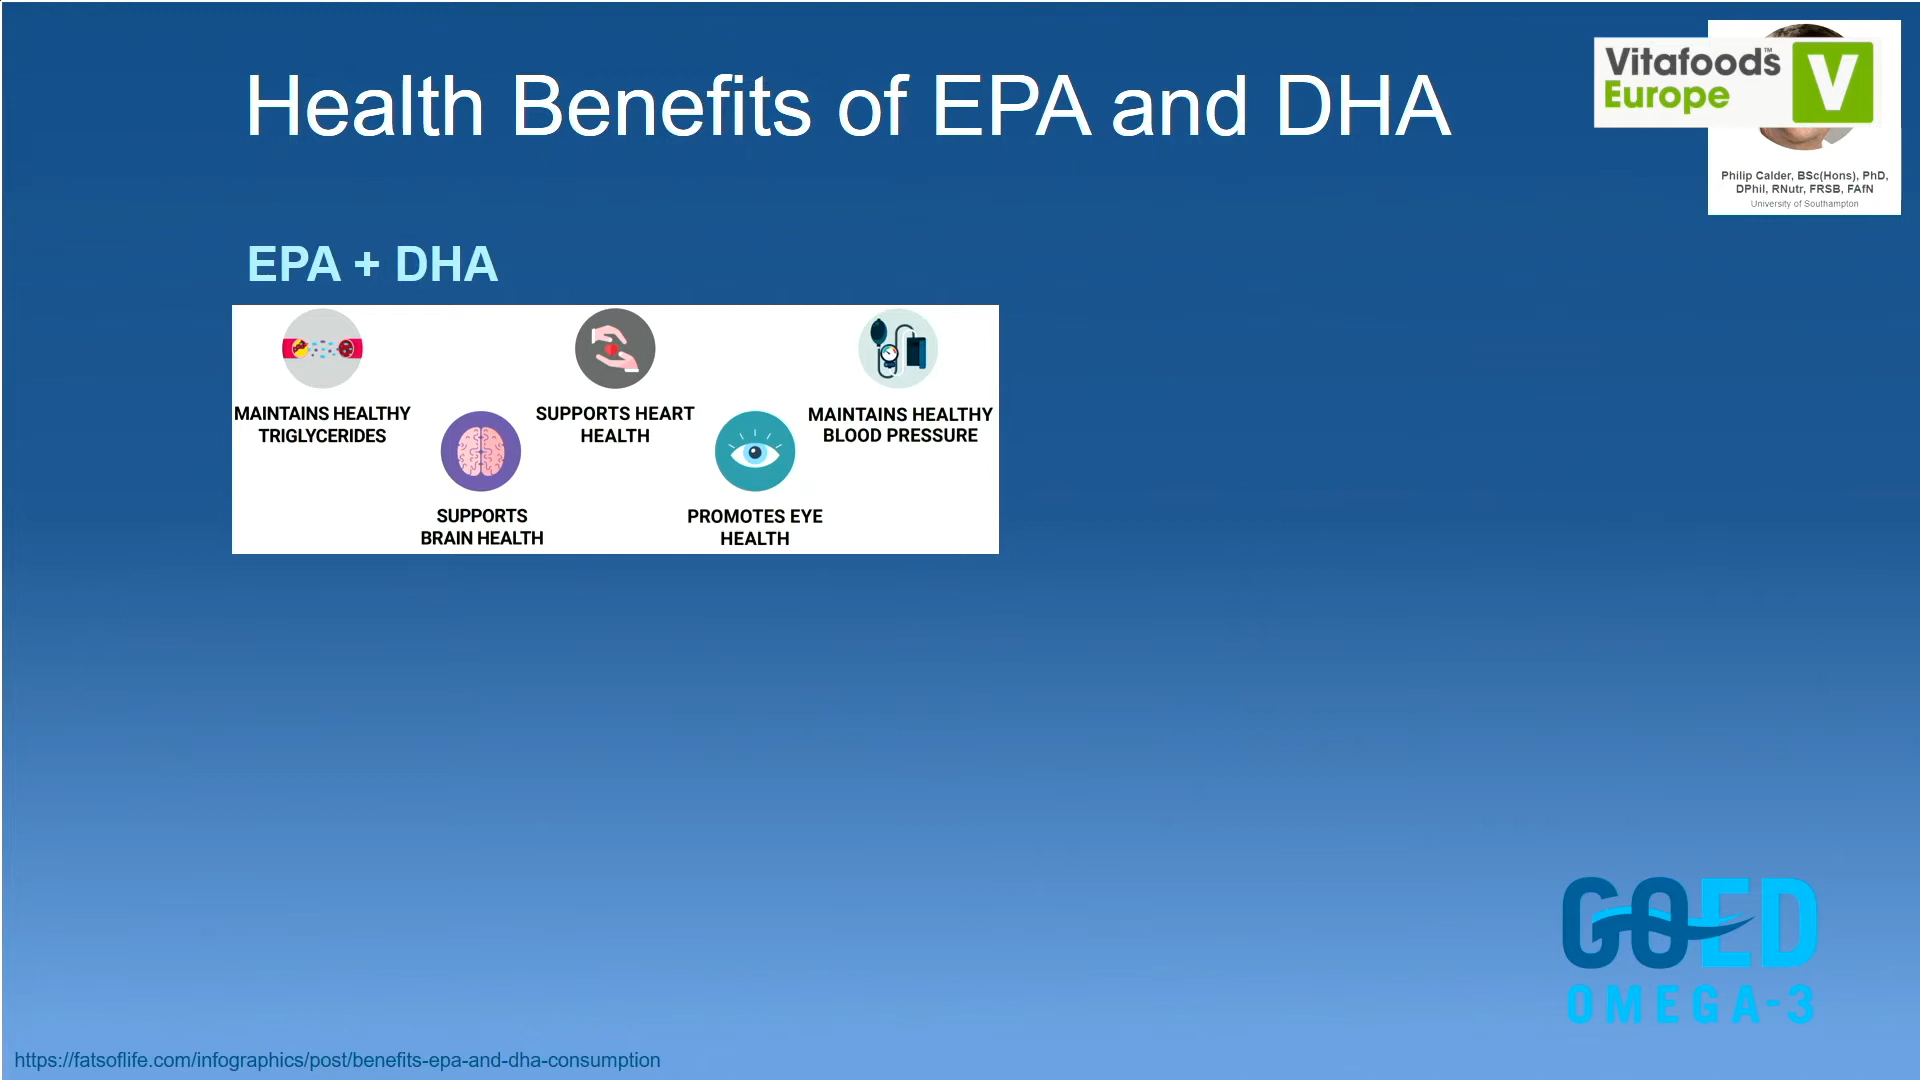 Health Benefits of EPA and DHA
Vitafoods™
Europe
Philip Calder, BSc(Hons), PhD,
DPhil, RNutr, FRSB, FAfN
University of Southampton
EPA + DHA
MAINTAINS HEALTHY
TRIGLYCERIDES
SUPPORTS HEART
HEALTH
MAINTAINS HEALTHY
BLOOD PRESSURE
SUPPORTS
BRAIN HEALTH
PROMOTES EYE
HEALTH
GOED
OMEGA-3
https://fatsoflife.com/infographics/post/benefits-epa-and-dha-consumption